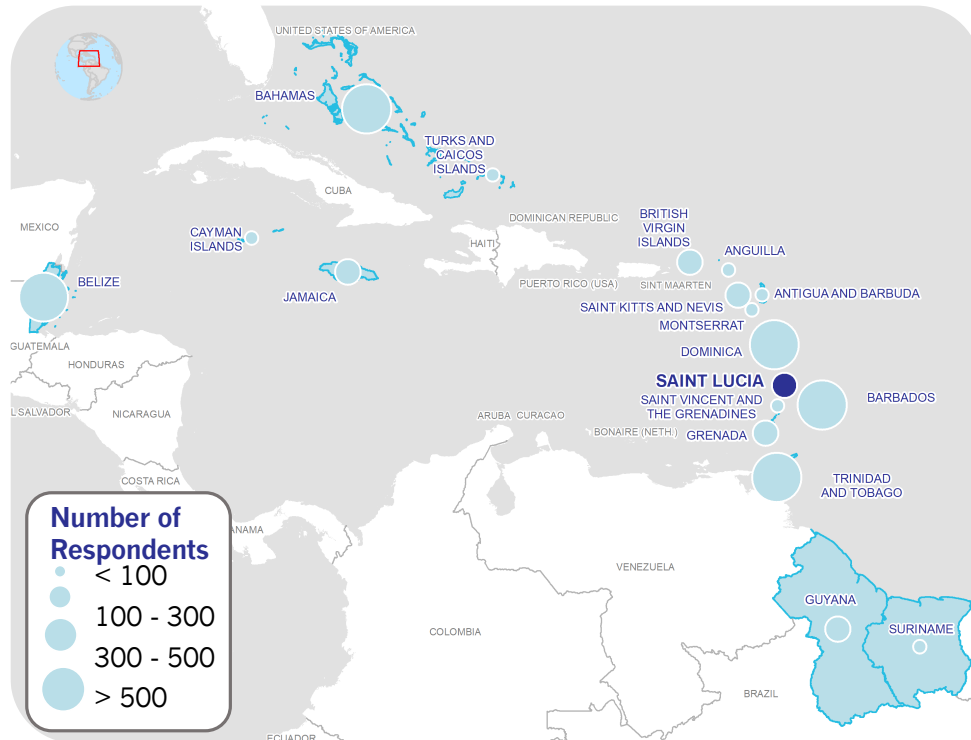 UNITED STATES OF AMERICA
BAHAMAS
TURKS AND
CAICOS
ISLANDS
CUBA
MEXICO
CAYMAN
ISLANDS
HAITI
DOMINICAN REPUBLIC
BRITISH
VIRGIN
ISLANDS
ANGUILLA
BELIZE
JAMAICA
PUERTO RICO (USA)
SINT MAARTEN
ANTIGUA AND BARBUDA
SAINT KITTS AND NEVIS
MONTSERRAT
GUATEMALA
HONDURAS
DOMINICA
SAINT LUCIA
SAINT VINCENT AND
THE GRENADINES
BARBADOS
L SALVADOR
NICARAGUA
ARUBA
CURACAO
BONAIRE (NETH.)
GRENADA
COSTA RICA
TRINIDAD
AND TOBAGO
ANAMA
VENEZUELA
GUYANA
SURINAME
COLOMBIA
BRAZIL
ECUADOR
Number of
Respondents
< 100
100 - 300
300 - 500
> 500